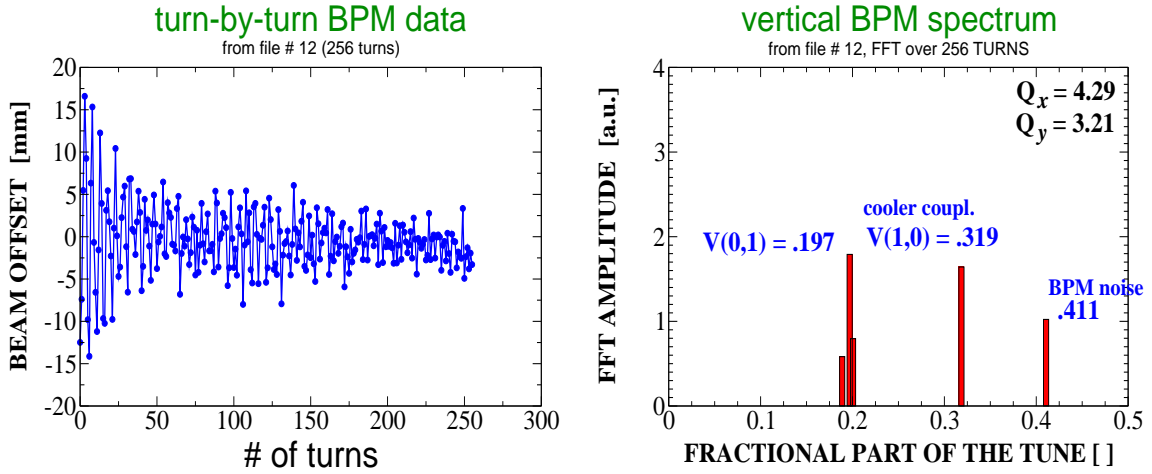 turn-by-turn BPM data
from file # 12 (256 turns)
20
15
10
5
0
-5
-10
-15
-20
BEAM OFFSET [mm]
0 50 100 150 200 250 300
# of turns
vertical BPM spectrum
from file # 12, FFT over 256 TURNS
4
3
2
1
0
FFT AMPLITUDE [a.u.]
Qx = 4.29
Qy = 3.21
cooler coupl.
V(0,1) = .197 V(1,0) = .319
BPM noise
.411
0 0.1 0.2 0.3 0.4 0.5
FRACTIONAL PART OF THE TUNE [ ]